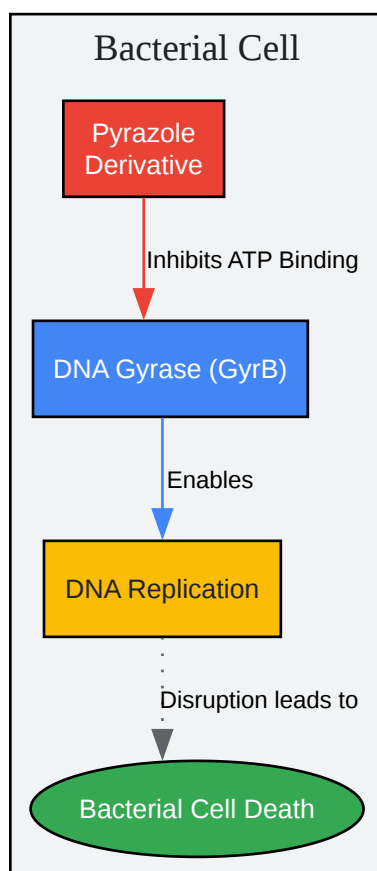 Bacterial Cell
Pyrazole
Derivative
Inhibits ATP Binding
DNA Gyrase (GyrB)
Enables
DNA Replication
Disruption leads to
Bacterial Cell Death